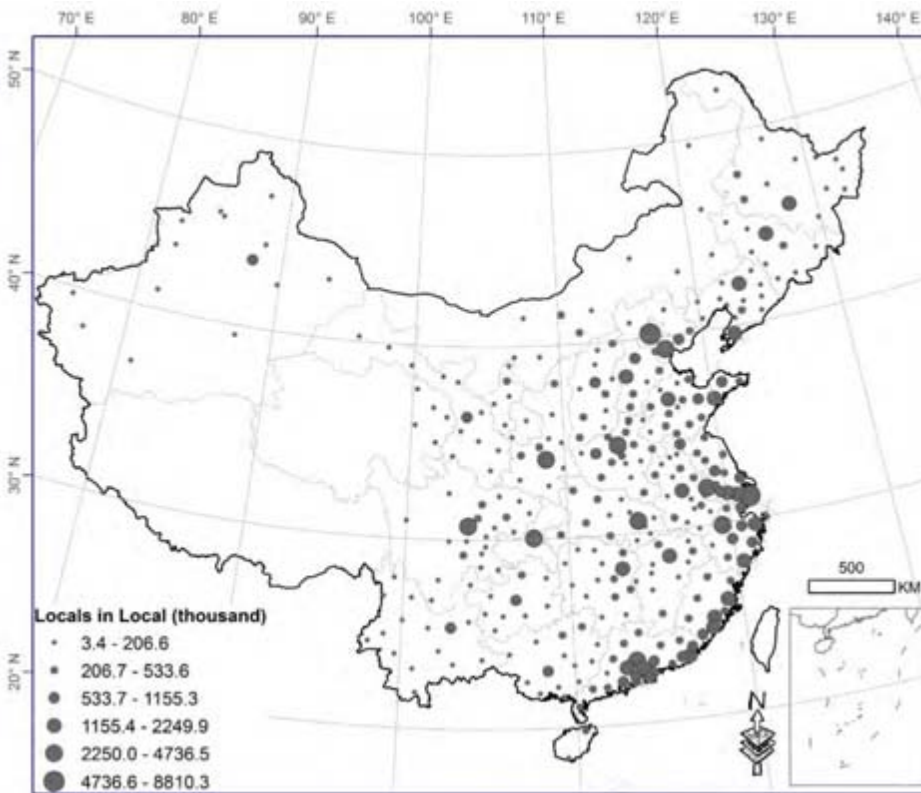 70° E 80° E 90° E 100° E 110° E 120° E 130° E 140° E
50° N
40° N
30° N
20° N
500
KM
N
Locals in Local (thousand)
3.4 - 206.6
206.7 - 533.6
533.7 - 1155.3
1155.4 - 2249.9
2250.0 - 4736.5
4736.6 - 8810.3